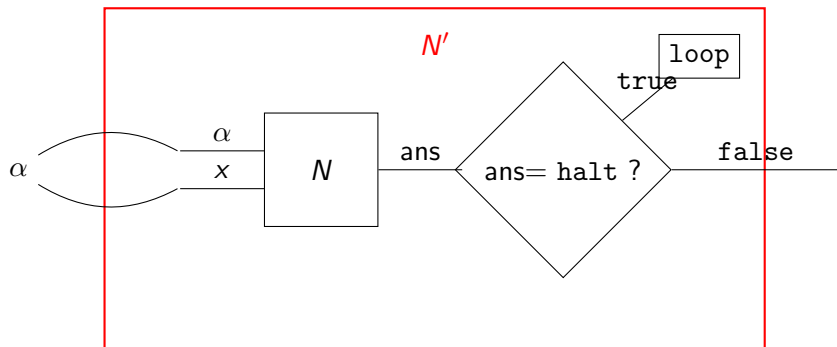 N′
loop
true
α
x
α
N
ans
ans= halt ?
false